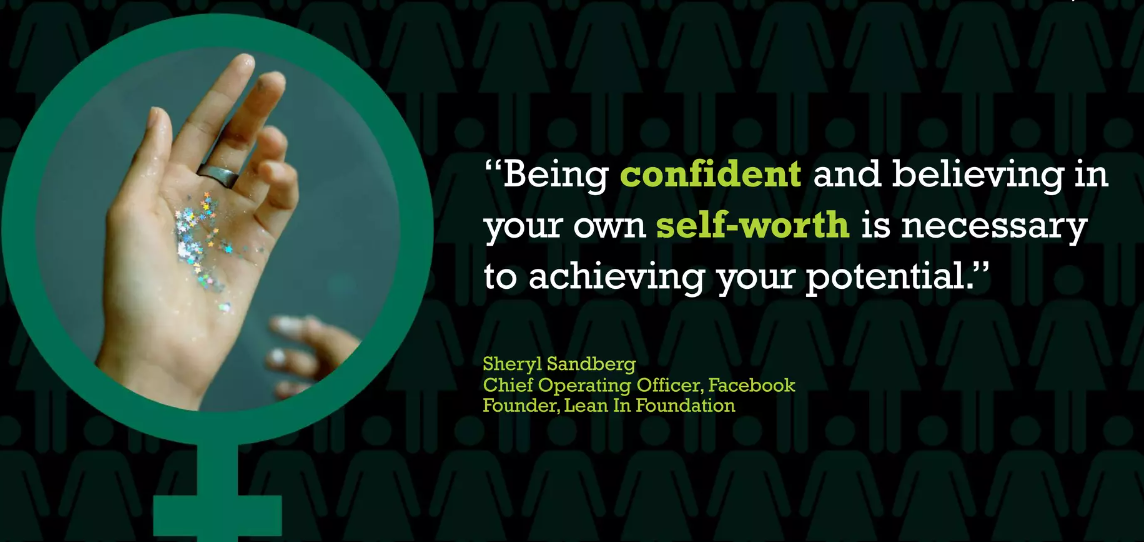 “Being confident and believing in
your own self-worth is necessary
to achieving your potential.”
Sheryl Sandberg
Chief Operating Officer, Facebook
Founder, Lean In Foundation